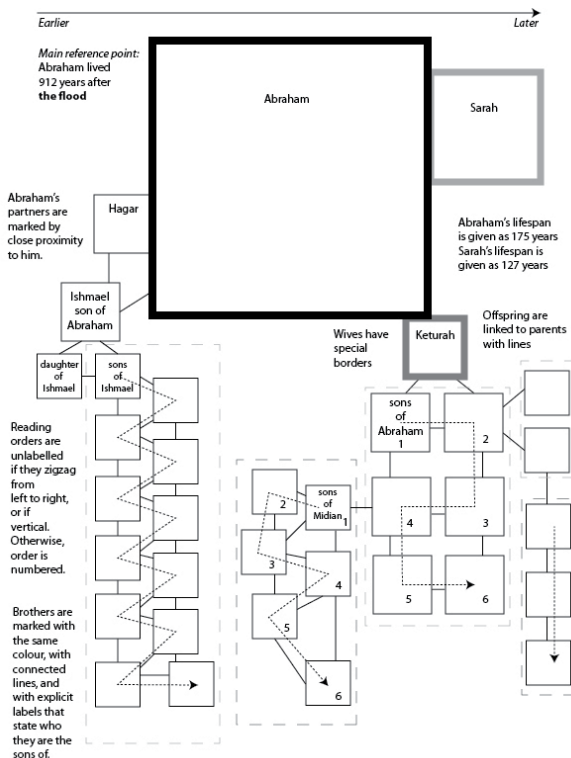 Earlier
Later
Main reference point:
Abraham lived
912 years after
the flood
Abraham
Sarah
Abraham's
partners are
marked by
close proximity
to him.
Hagar
Abraham's lifespan
is given as 175 years
Sarah's lifespan is
given as 127 years
Ishmael
son of
Abraham
Wives have
special
borders
Keturah
Offspring are
linked to parents
with lines
daughter
of
Ishmael
sons
of
Ishmael
sons
of
Abraham
1
2
4
3
5
6
Reading
orders are
unlabelled
if they zigzag
from
left to right,
or if
vertical.
Otherwise,
order is
numbered.
sons
of
Midian
1
2
3
4
5
6
Brothers are
marked with
the same
colour, with
connected
lines, and
with explicit
labels that
state who
they are the
sons of.